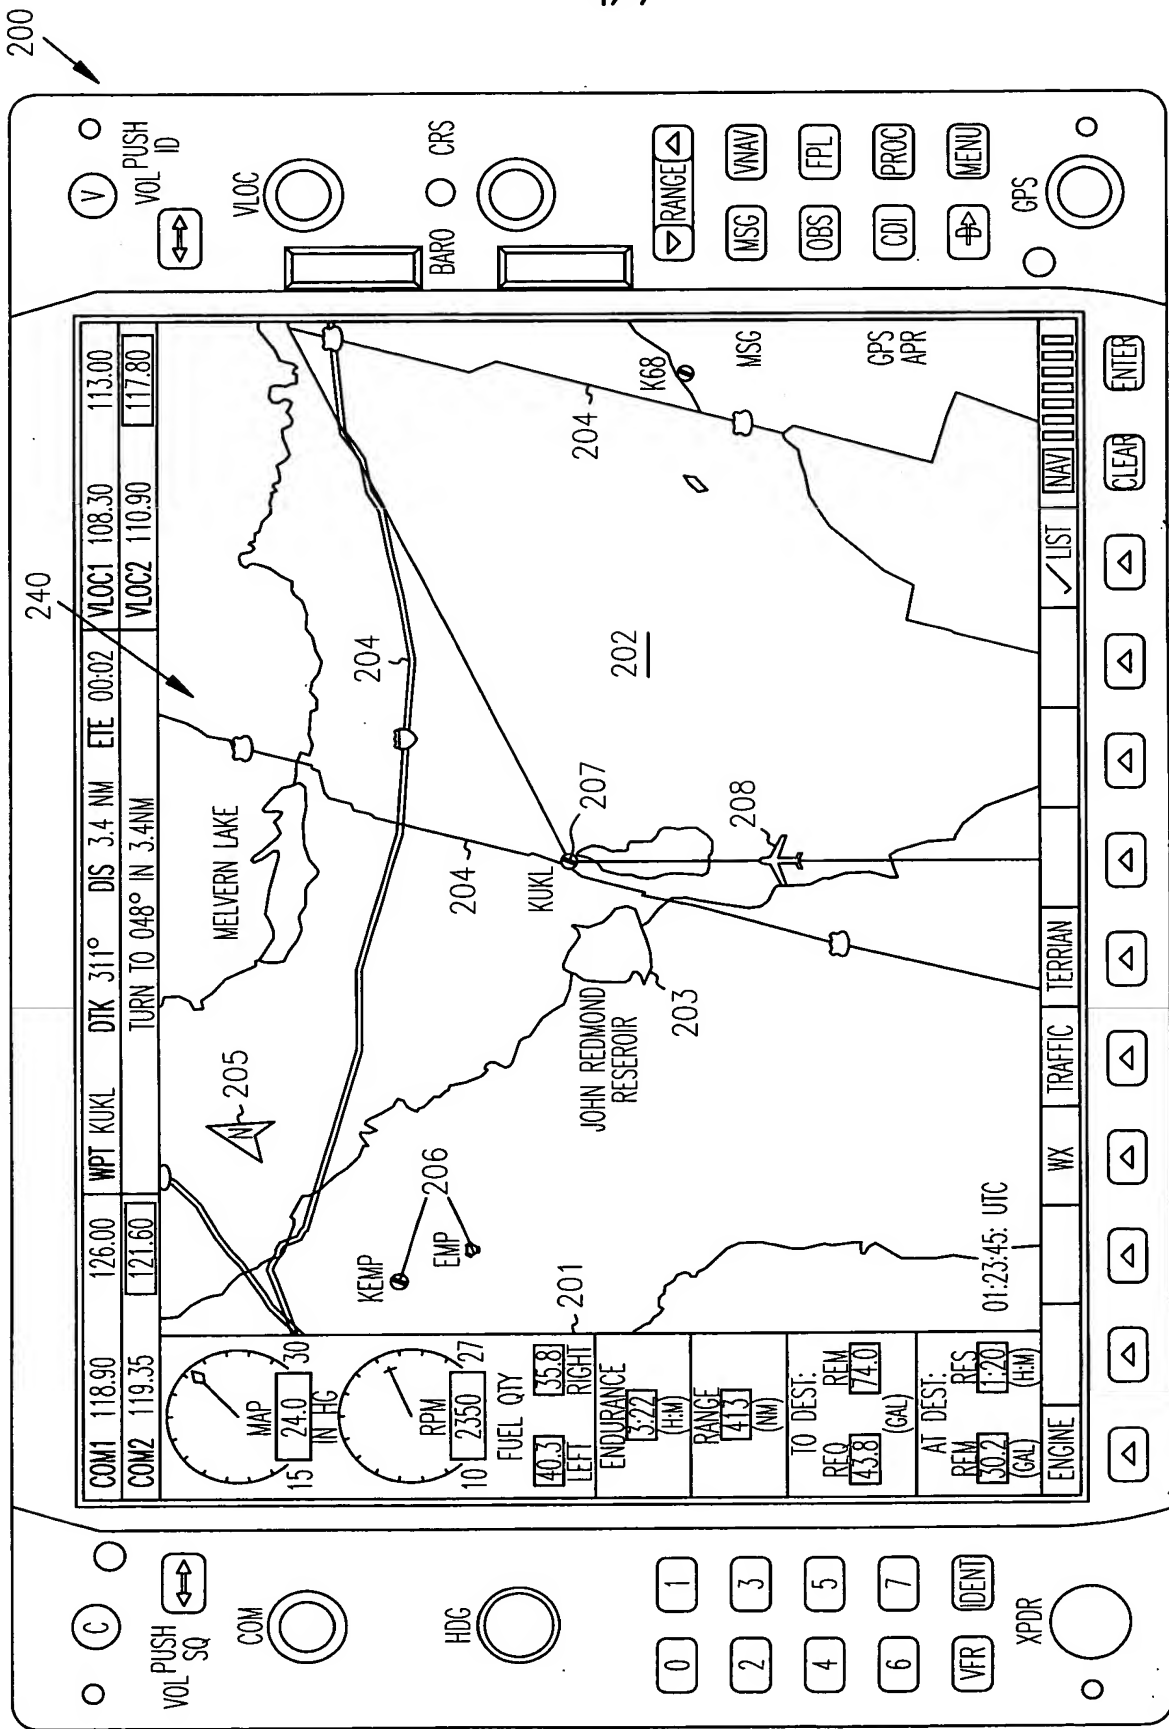 200
240
COM1 118.90 126.00 WPT KUKL DTK 311° DIS 3.4 NM ETE 00:02 VLOC1 108.30 113.00
COM2 119.35 121.60 TURN TO 048° IN 3.4NM VLOC2 110.90 117.80
C
VOL PUSH
SQ
COM
HDG
0 1
2 3
4 5
6 7
VFR IDENT
XPDR
MAP
15 24.0 30
IN HG
RPM
10 2350 27
FUEL QTY
40.3 35.8
LEFT RIGHT
ENDURANCE
3:22
(H:M)
RANGE
413
(NM)
TO DEST:
REQ REM
43.8 74.0
(GAL)
AT DEST:
REM RES
30.2 1:20
(GAL) (H:M)
201
N 205
MELVERN LAKE
204
KEMP
206
EMP
204
KUKL
207
JOHN REDMOND
RESEROIR
203
208
202
204
K68
MSG
GPS
APR
01:23:45: UTC
ENGINE WX TRAFFIC TERRIAN ✓LIST NAV
CLEAR ENTER
V
VOL PUSH
ID
VLOC
BARO CRS
RANGE
MSG VNAV
OBS FPL
CDI PROC
D MENU
GPS